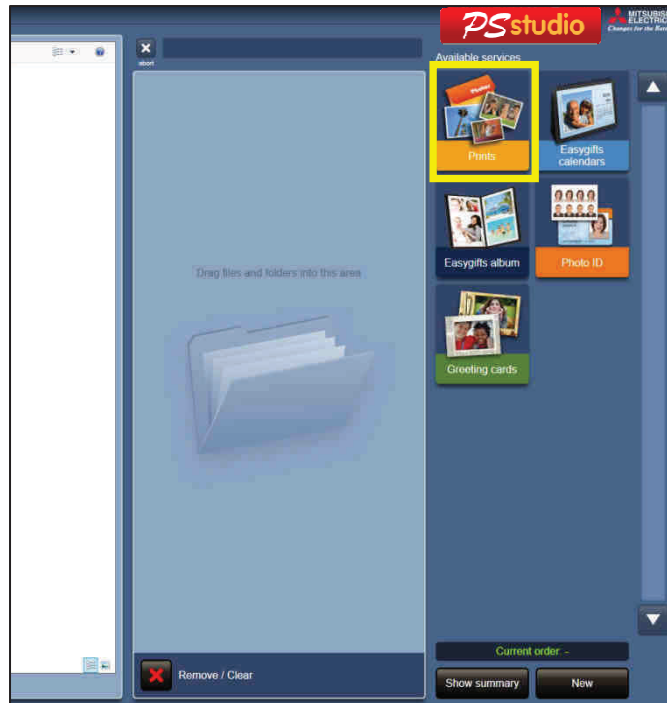 PSstudio
MITSUBISHI
ELECTRIC
Changes for the Better
abort
Available services
Prints
Easygifts
calendars
Drag files and folders into this area
Easygifts album
Photo ID
Greeting cards
Current order: -
Remove / Clear
Show summary
New